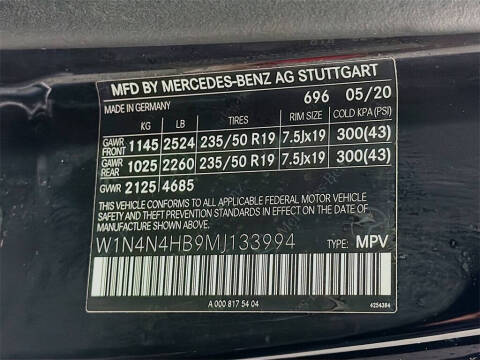 MFD BY MERCEDES-BENZ AG STUTTGART
MADE IN GERMANY 696 05/20
KG LB TIRES RIM SIZE COLD KPA (PSI)
GAWR FRONT 1145 2524 235/50 R19 7.5Jx19 300(43)
GAWR REAR 1025 2260 235/50 R19 7.5Jx19 300(43)
GVWR 2125 4685
THIS VEHICLE CONFORMS TO ALL APPLICABLE FEDERAL MOTOR VEHICLE
SAFETY BUMPER AND THEFT PREVENTION STANDARDS IN EFFECT
ON THE DATE OF MANUFACTURE SHOWN ABOVE.
W1N4N4HB9MJ133994 TYPE: MPV
A 000 817 54 04
4254384